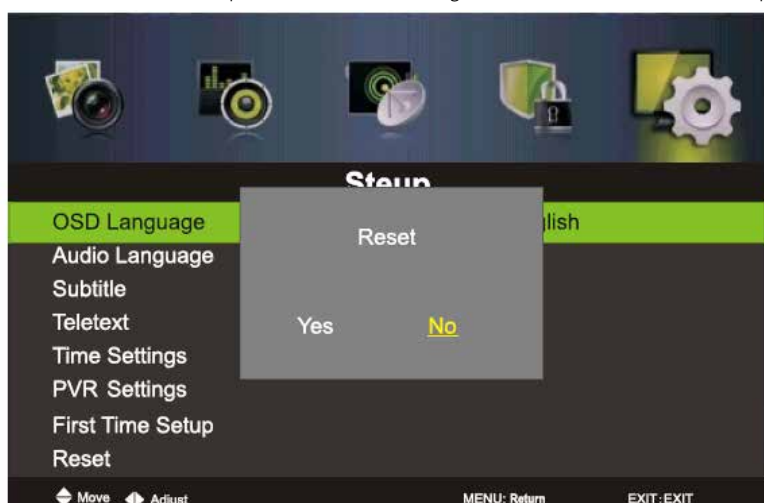 Steup
OSD Language lish
Audio Language
Subtitle
Teletext
Time Settings
PVR Settings
First Time Setup
Reset
Reset
Yes No
Move Adjust MENU: Return EXIT:EXIT